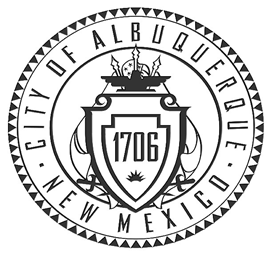 CITY OF ALBUQUERQUE
1706
· NEW MEXICO ·